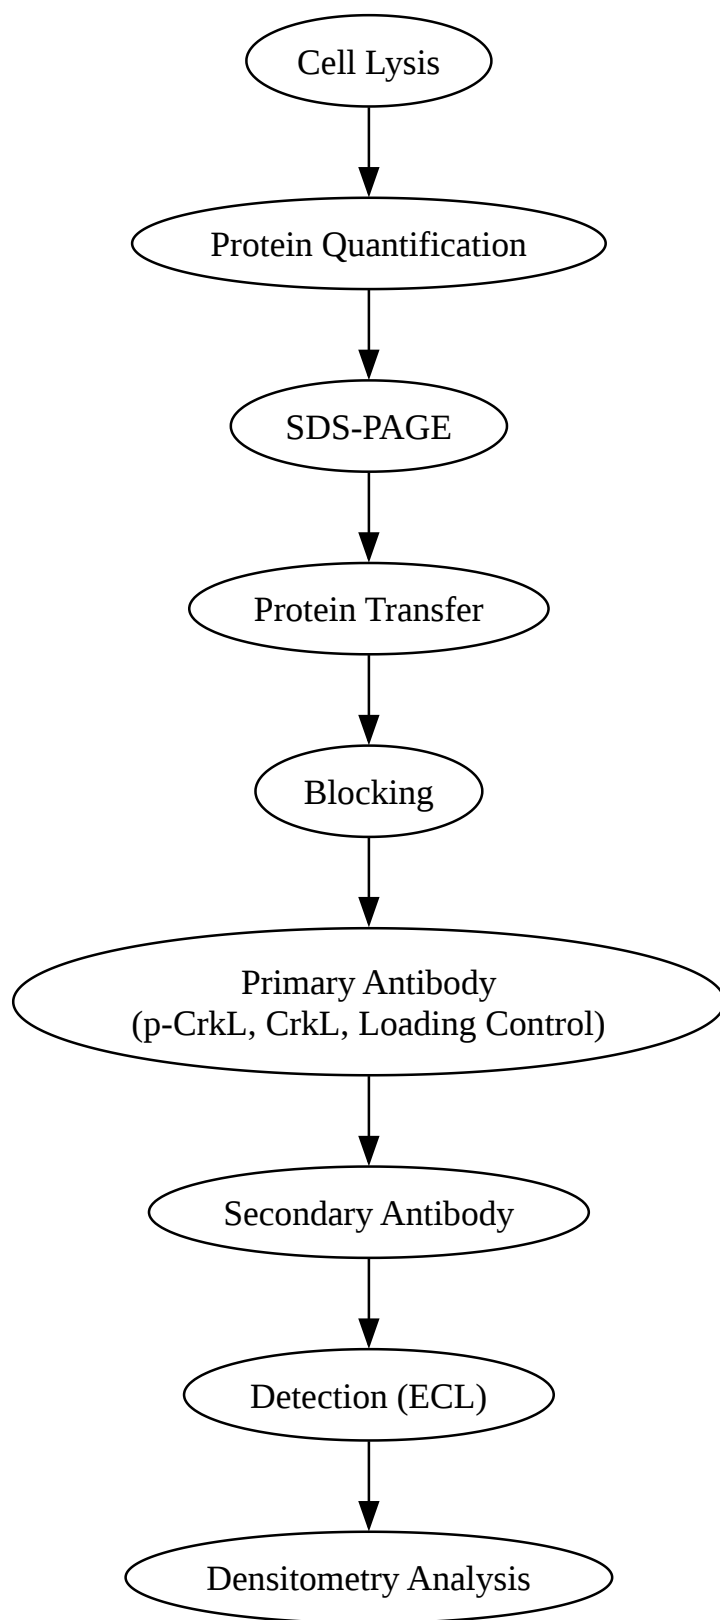 Cell Lysis
Protein Quantification
SDS-PAGE
Protein Transfer
Blocking
Primary Antibody
(p-CrkL, CrkL, Loading Control)
Secondary Antibody
Detection (ECL)
Densitometry Analysis